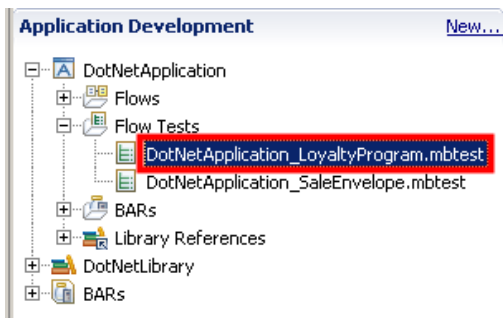 Application Development New...
DotNetApplication
Flows
Flow Tests
DotNetApplication_LoyaltyProgram.mbtest
DotNetApplication_SaleEnvelope.mbtest
BARs
Library References
DotNetLibrary
BARs